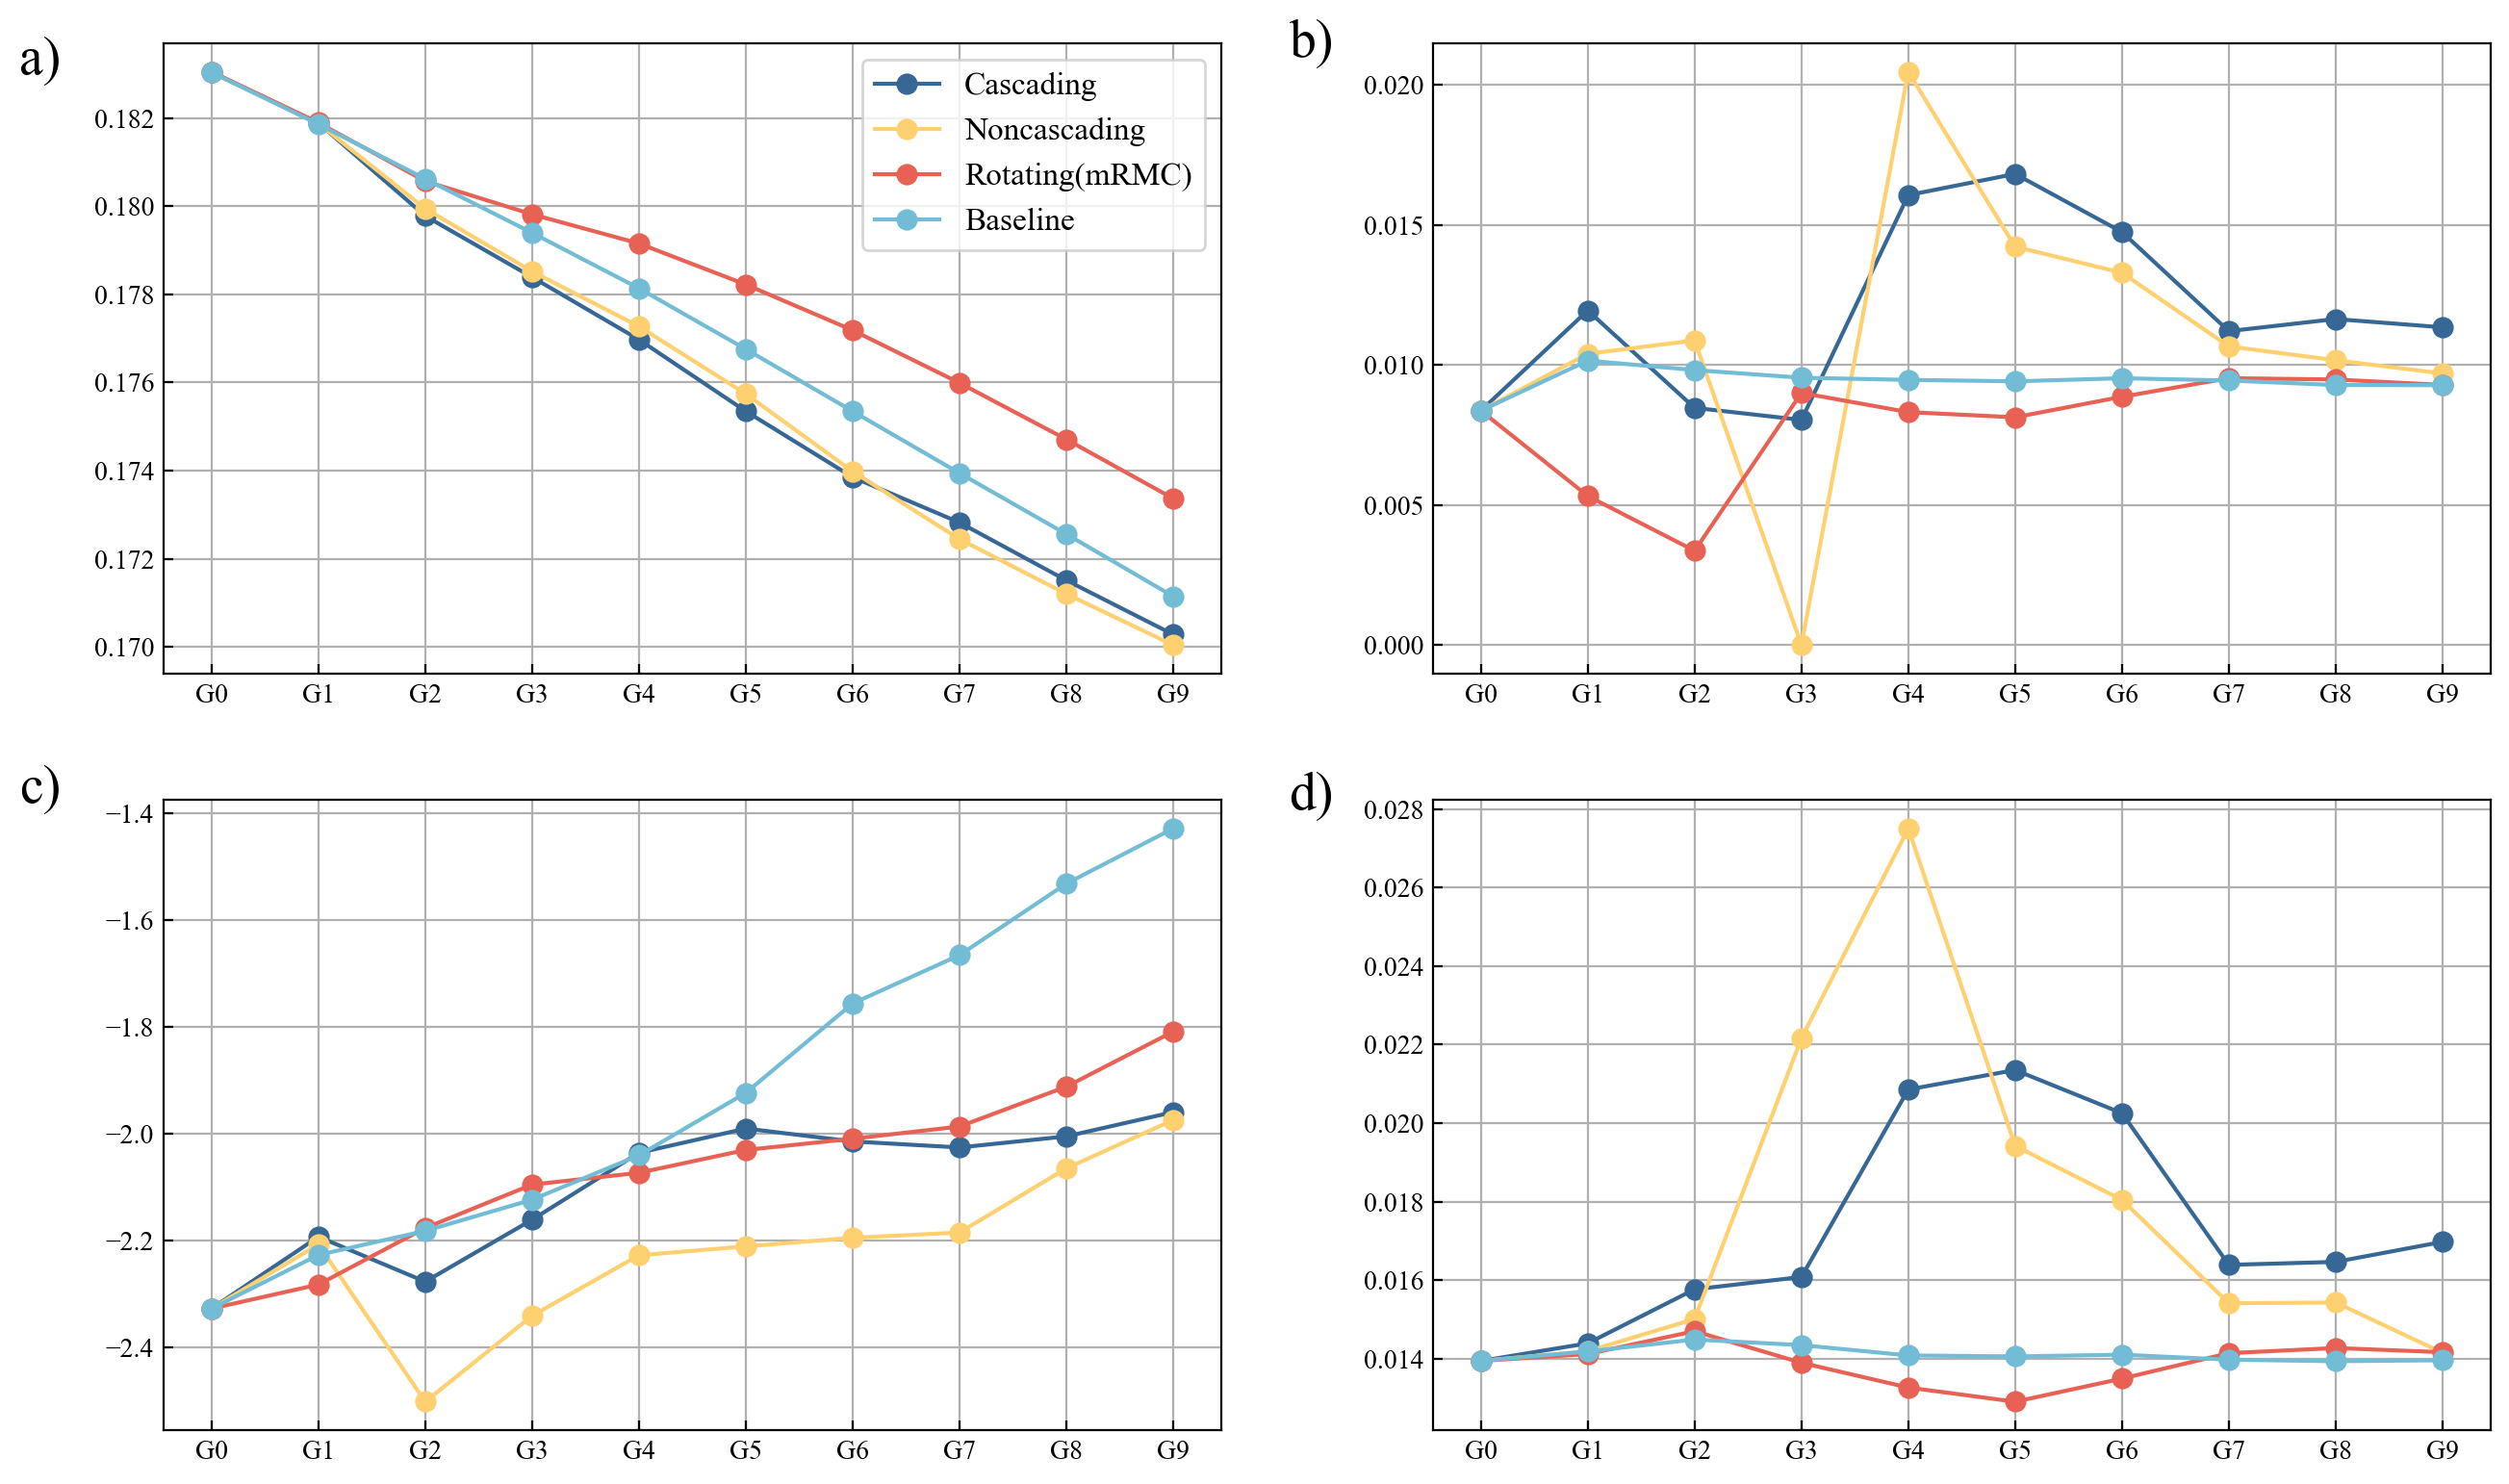 a)
0.182
0.180
0.178
0.176
0.174
0.172
0.170
G0 G1 G2 G3 G4 G5 G6 G7 G8 G9
Cascading
Noncascading
Rotating(mRMC)
Baseline
b)
0.020
0.015
0.010
0.005
0.000
G0 G1 G2 G3 G4 G5 G6 G7 G8 G9
c)
−1.4
−1.6
−1.8
−2.0
−2.2
−2.4
G0 G1 G2 G3 G4 G5 G6 G7 G8 G9
d)
0.028
0.026
0.024
0.022
0.020
0.018
0.016
0.014
G0 G1 G2 G3 G4 G5 G6 G7 G8 G9